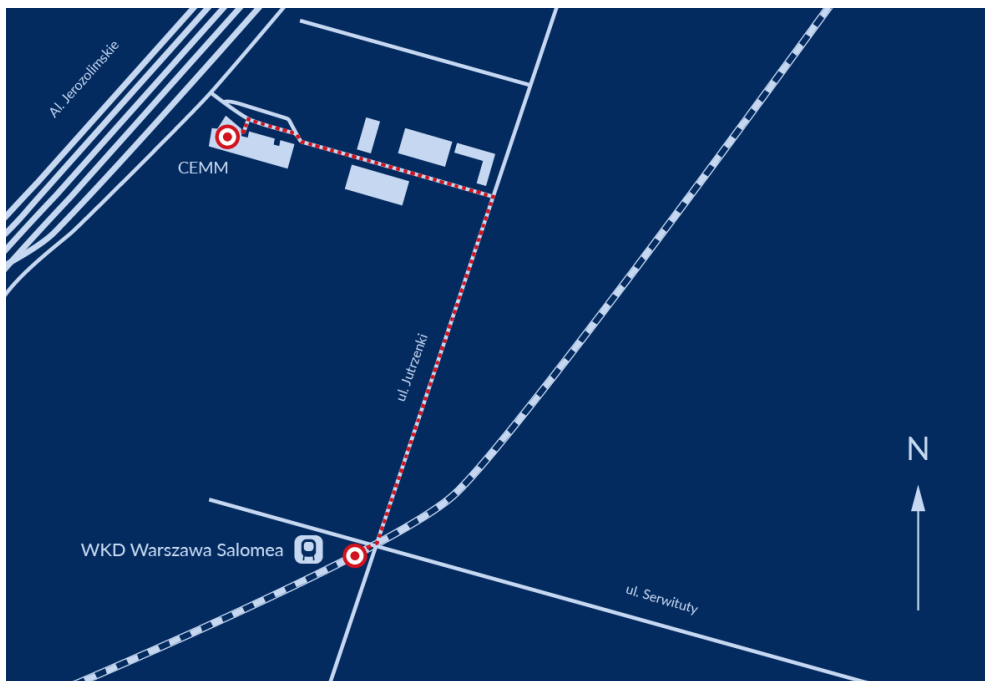 Al. Jerozolimskie
CEMM
ul. Jutrzenki
N
WKD Warszawa Salomea
ul. Serwituty